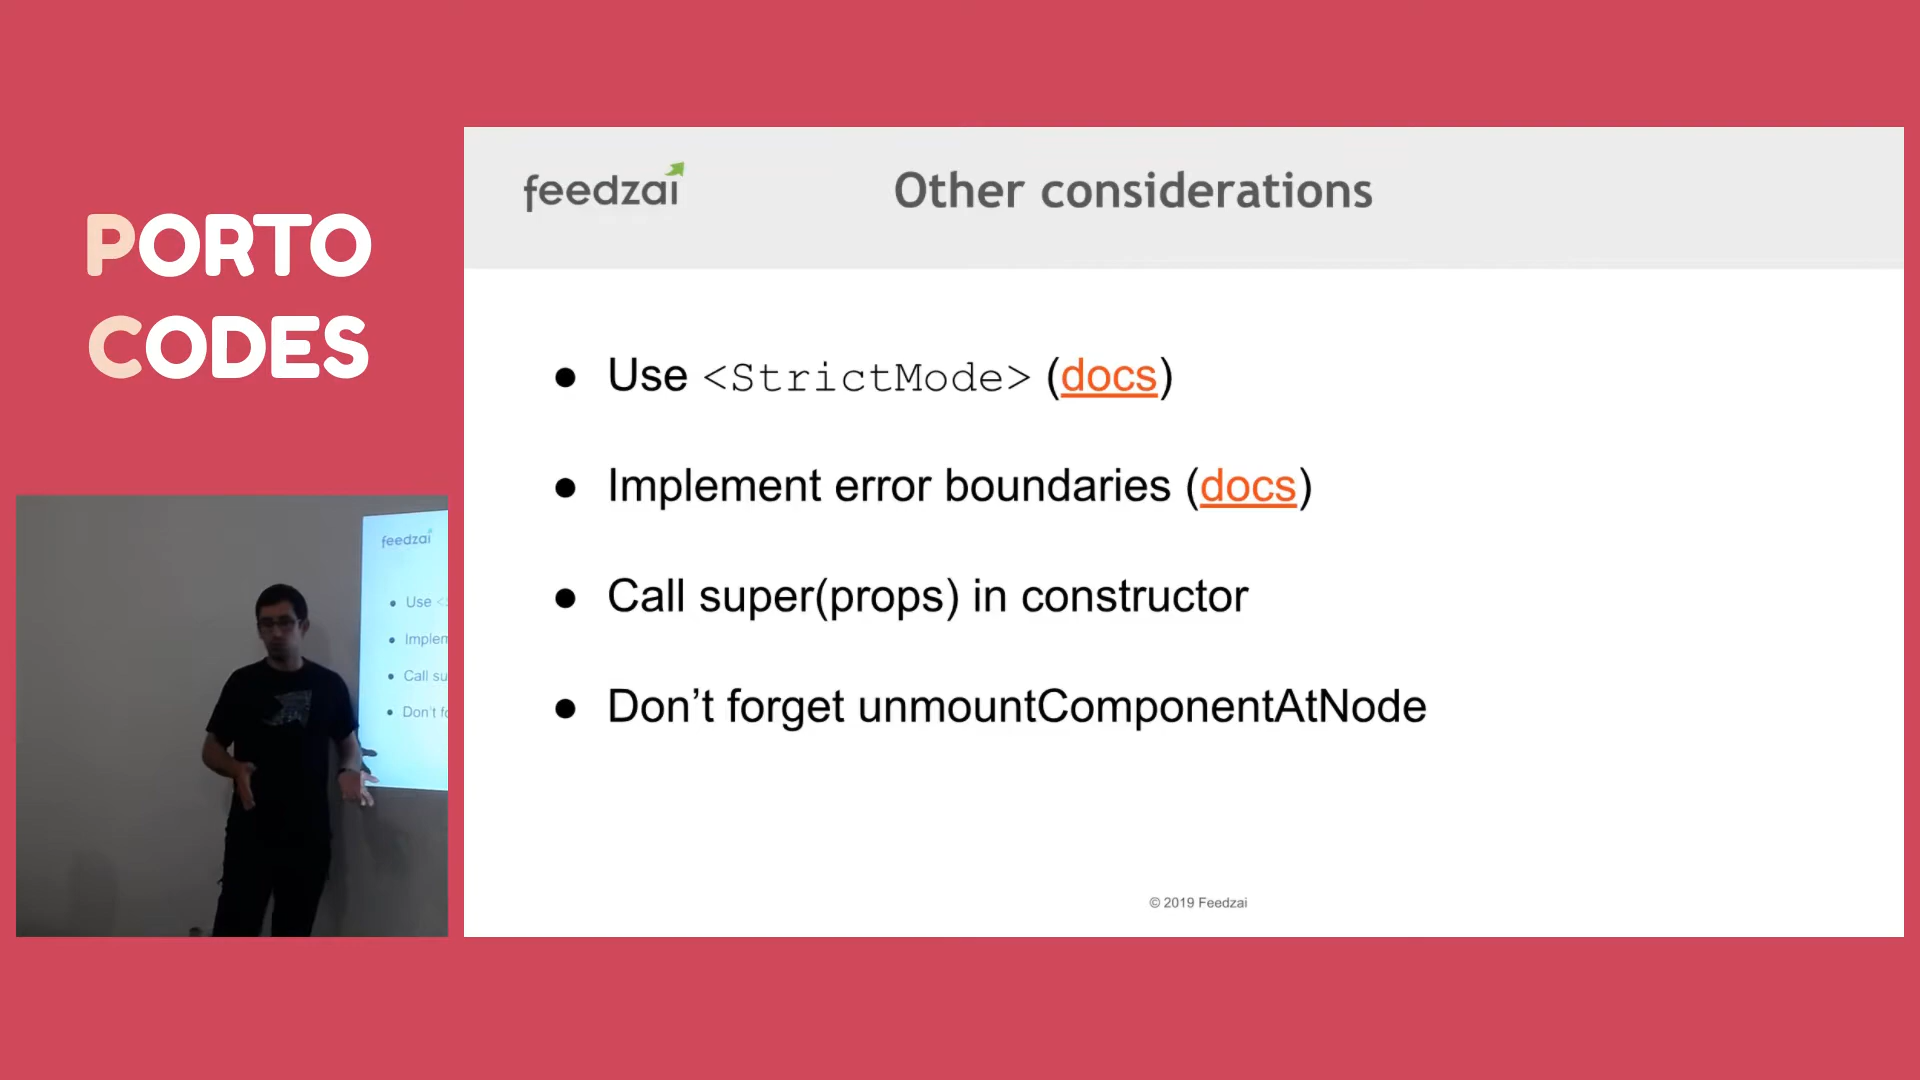 PORTO
CODES
feedzai
Other considerations
● Use <StrictMode> (docs)
● Implement error boundaries (docs)
● Call super(props) in constructor
● Don’t forget unmountComponentAtNode
© 2019 Feedzai
feedzai
● Use <S
● Implem
● Call su
● Don't fo